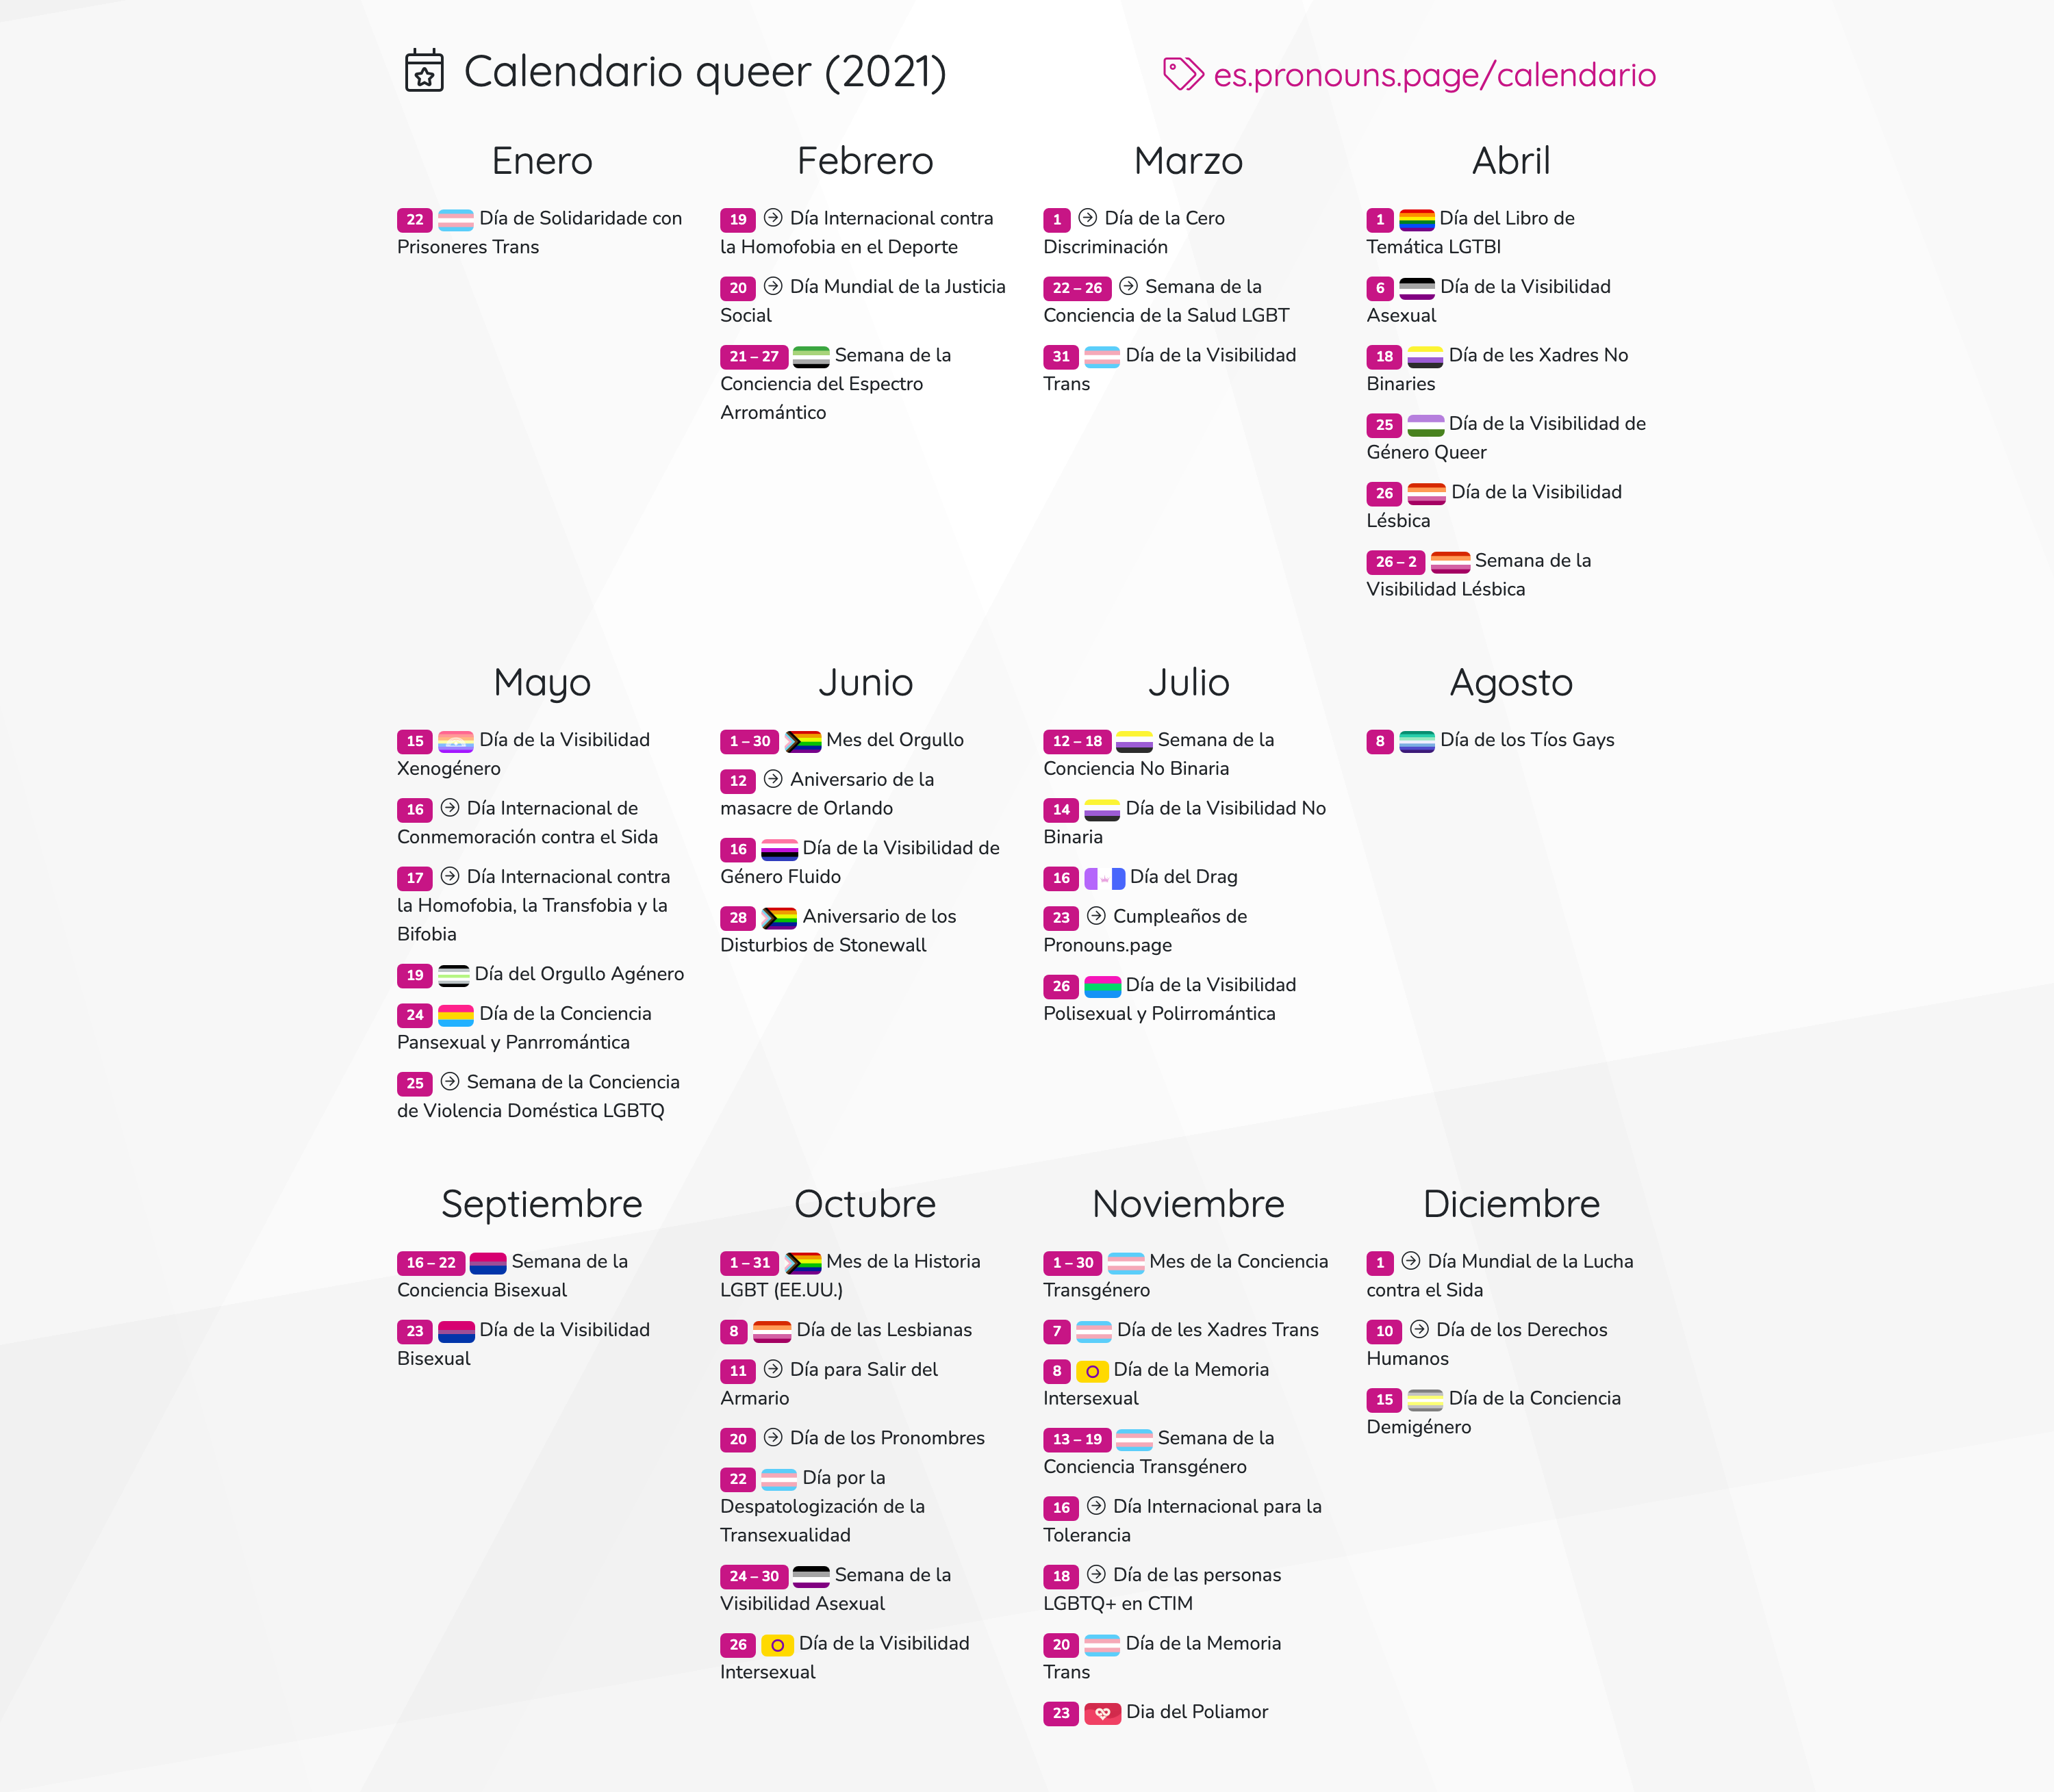 Calendario queer (2021)
es.pronouns.page/calendario
Enero
22 Día de Solidaridade con
Prisoneres Trans
Febrero
19 Día Internacional contra
la Homofobia en el Deporte
20 Día Mundial de la Justicia
Social
21 – 27 Semana de la
Conciencia del Espectro
Arromántico
Marzo
1 Día de la Cero
Discriminación
22 – 26 Semana de la
Conciencia de la Salud LGBT
31 Día de la Visibilidad
Trans
Abril
1 Día del Libro de
Temática LGTBI
6 Día de la Visibilidad
Asexual
18 Día de les Xadres No
Binaries
25 Día de la Visibilidad de
Género Queer
26 Día de la Visibilidad
Lésbica
26 – 2 Semana de la
Visibilidad Lésbica
Mayo
15 Día de la Visibilidad
Xenogénero
16 Día Internacional de
Conmemoración contra el Sida
17 Día Internacional contra
la Homofobia, la Transfobia y la
Bifobia
19 Día del Orgullo Agénero
24 Día de la Conciencia
Pansexual y Panrromántica
25 Semana de la Conciencia
de Violencia Doméstica LGBTQ
Junio
1 – 30 Mes del Orgullo
12 Aniversario de la
masacre de Orlando
16 Día de la Visibilidad de
Género Fluido
28 Aniversario de los
Disturbios de Stonewall
Julio
12 – 18 Semana de la
Conciencia No Binaria
14 Día de la Visibilidad No
Binaria
16 Día del Drag
23 Cumpleaños de
Pronouns.page
26 Día de la Visibilidad
Polisexual y Polirromántica
Agosto
8 Día de los Tíos Gays
Septiembre
16 – 22 Semana de la
Conciencia Bisexual
23 Día de la Visibilidad
Bisexual
Octubre
1 – 31 Mes de la Historia
LGBT (EE.UU.)
8 Día de las Lesbianas
11 Día para Salir del
Armario
20 Día de los Pronombres
22 Día por la
Despatologización de la
Transexualidad
24 – 30 Semana de la
Visibilidad Asexual
26 Día de la Visibilidad
Intersexual
Noviembre
1 – 30 Mes de la Conciencia
Transgénero
7 Día de les Xadres Trans
8 Día de la Memoria
Intersexual
13 – 19 Semana de la
Conciencia Transgénero
16 Día Internacional para la
Tolerancia
18 Día de las personas
LGBTQ+ en CTIM
20 Día de la Memoria
Trans
23 Dia del Poliamor
Diciembre
1 Día Mundial de la Lucha
contra el Sida
10 Día de los Derechos
Humanos
15 Día de la Conciencia
Demigénero